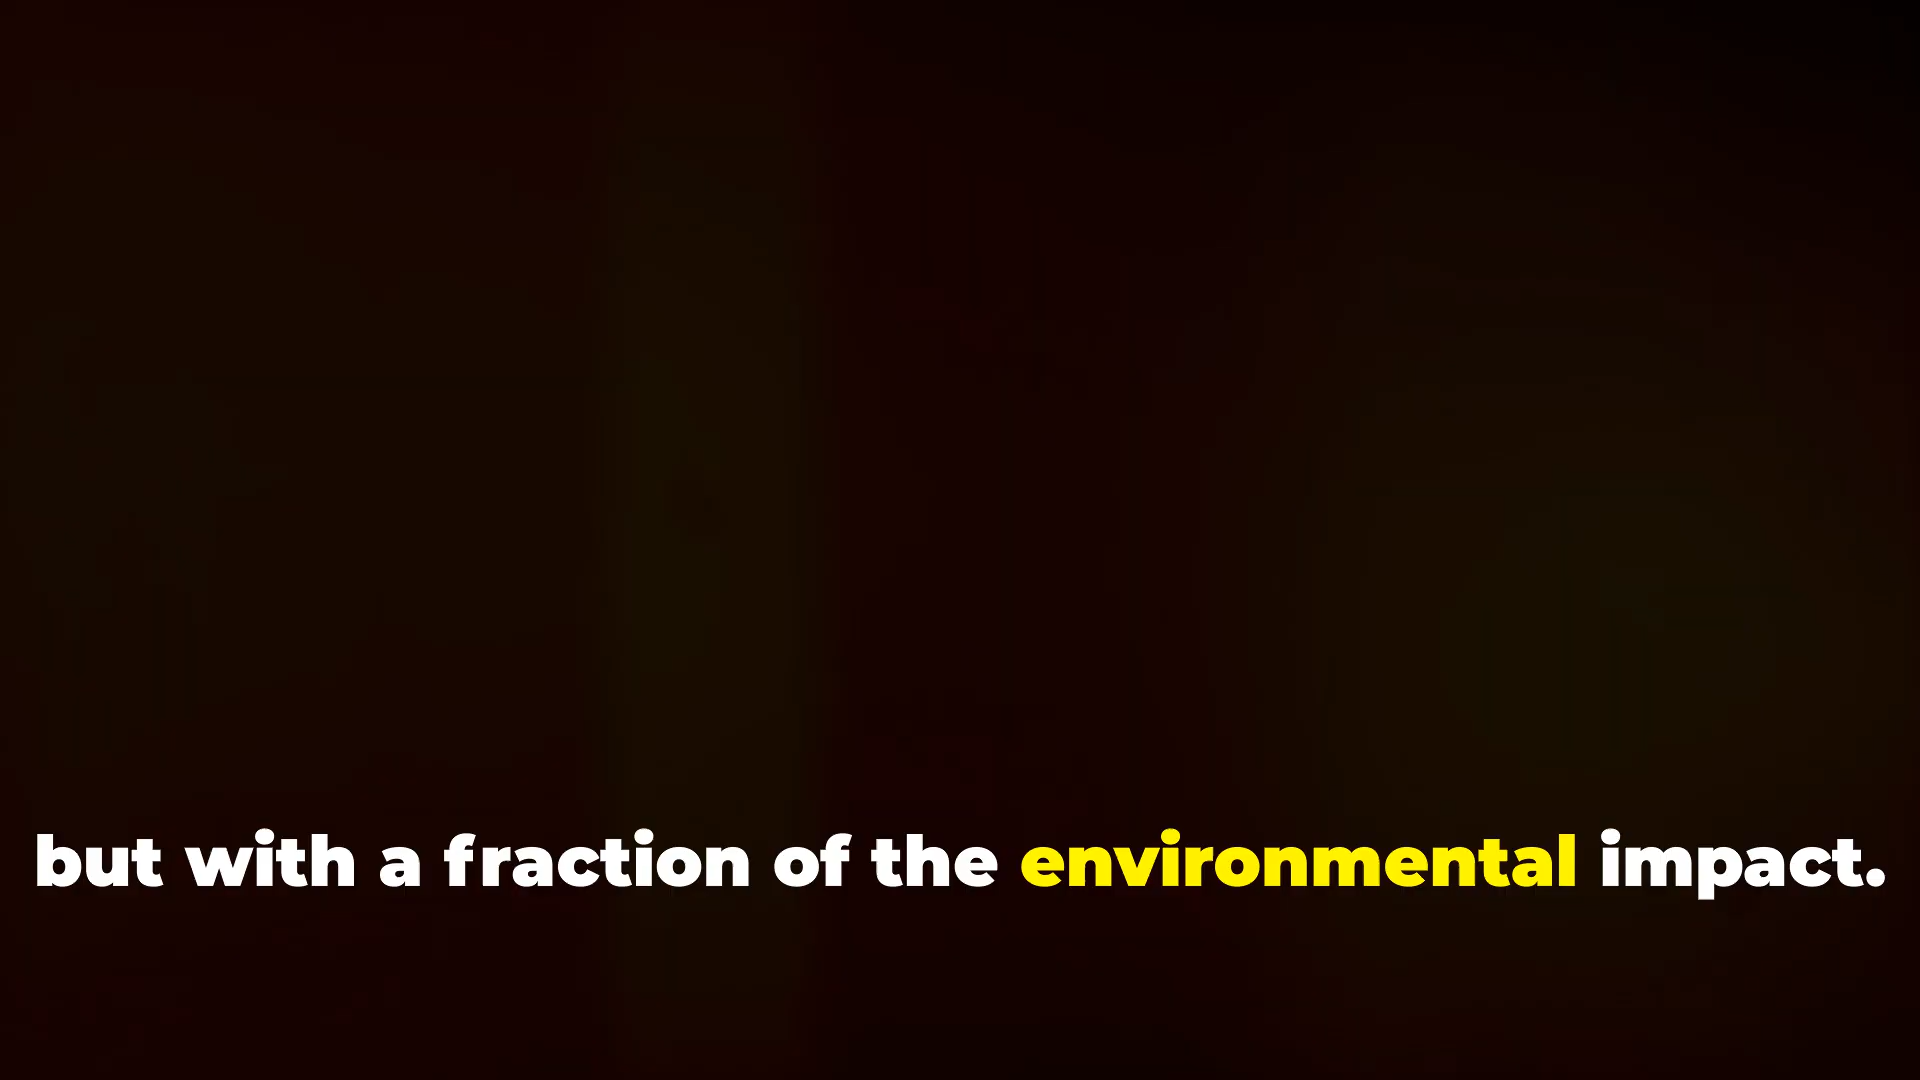 but with a fraction of the environmental impact.